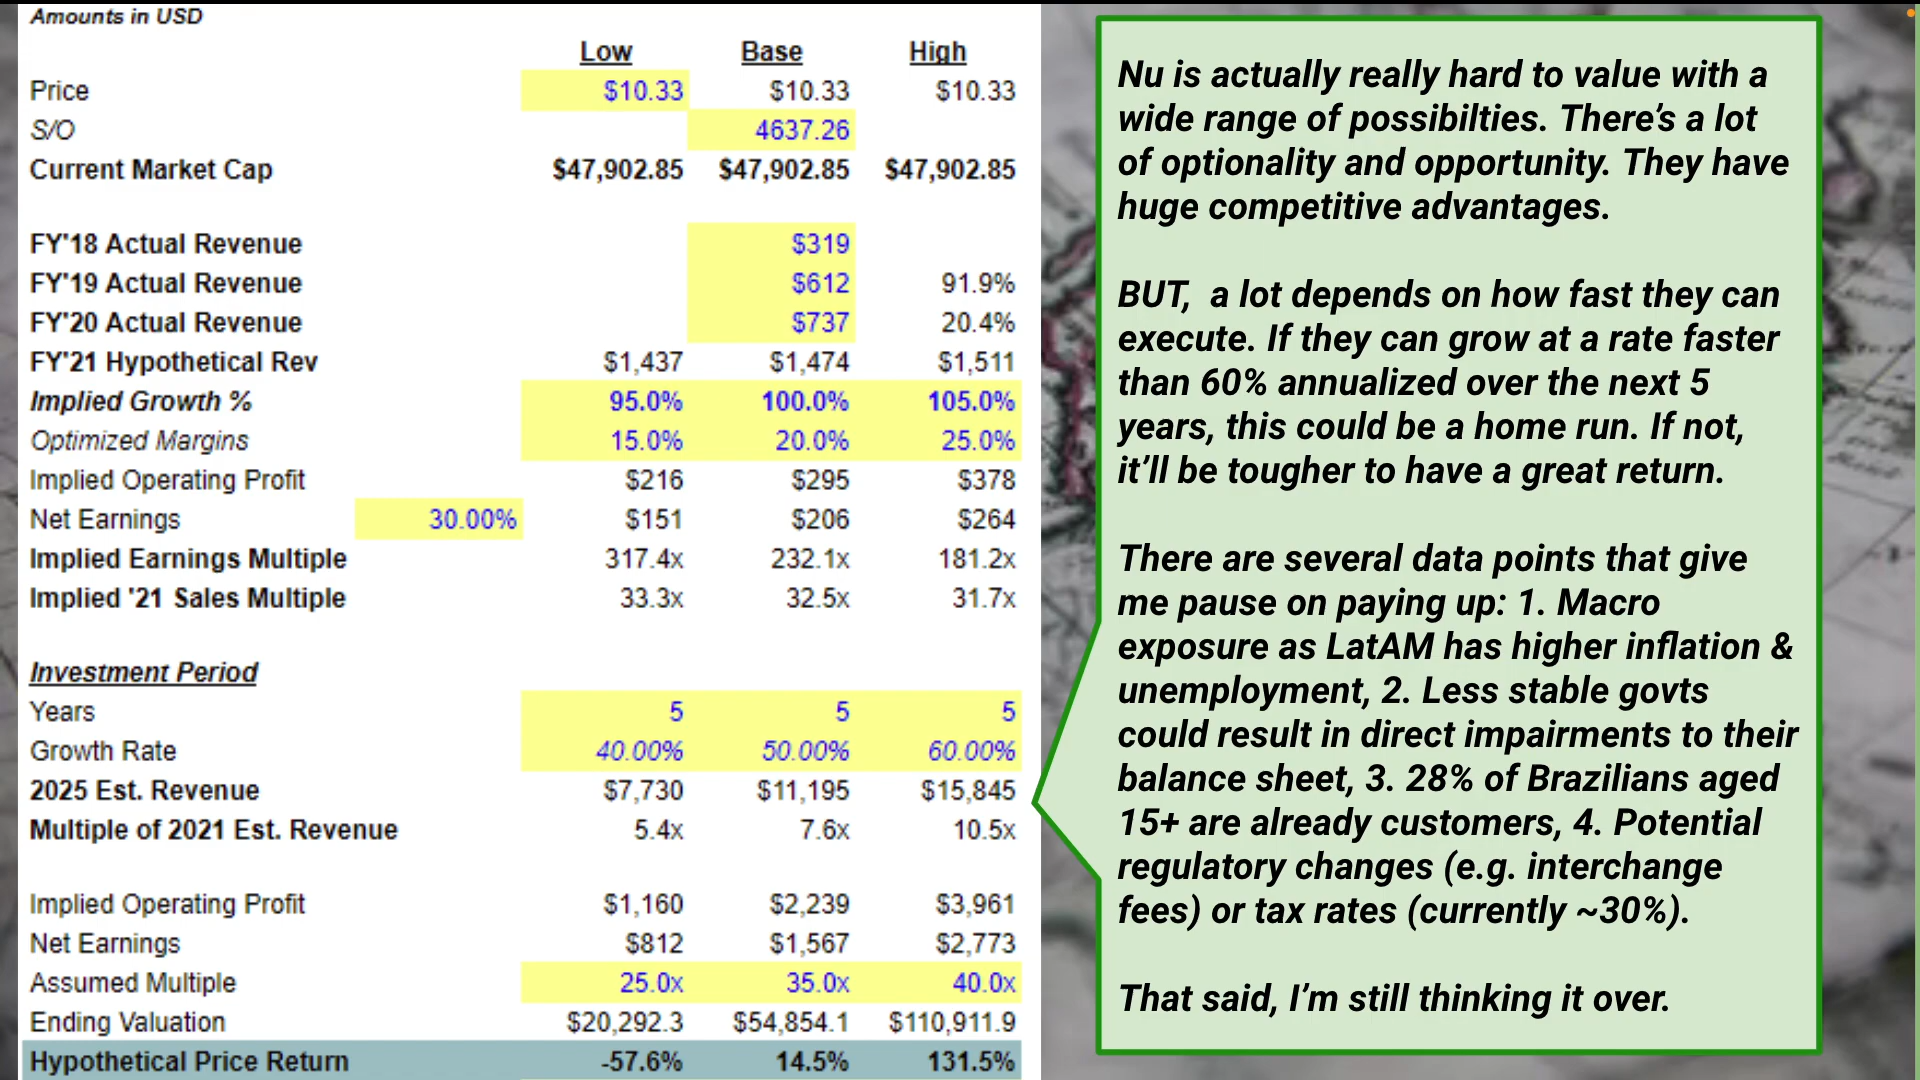 Amounts in USD
Low Base High
Price $10.33 $10.33 $10.33
S/O 4637.26
Current Market Cap $47,902.85 $47,902.85 $47,902.85
FY'18 Actual Revenue $319
FY'19 Actual Revenue $612 91.9%
FY'20 Actual Revenue $737 20.4%
FY'21 Hypothetical Rev $1,437 $1,474 $1,511
Implied Growth % 95.0% 100.0% 105.0%
Optimized Margins 15.0% 20.0% 25.0%
Implied Operating Profit $216 $295 $378
Net Earnings 30.00% $151 $206 $264
Implied Earnings Multiple 317.4x 232.1x 181.2x
Implied '21 Sales Multiple 33.3x 32.5x 31.7x
Investment Period
Years 5 5 5
Growth Rate 40.00% 50.00% 60.00%
2025 Est. Revenue $7,730 $11,195 $15,845
Multiple of 2021 Est. Revenue 5.4x 7.6x 10.5x
Implied Operating Profit $1,160 $2,239 $3,961
Net Earnings $812 $1,567 $2,773
Assumed Multiple 25.0x 35.0x 40.0x
Ending Valuation $20,292.3 $54,854.1 $110,911.9
Hypothetical Price Return -57.6% 14.5% 131.5%
Nu is actually really hard to value with a
wide range of possibilties. There's a lot
of optionality and opportunity. They have
huge competitive advantages.
BUT, a lot depends on how fast they can
execute. If they can grow at a rate faster
than 60% annualized over the next 5
years, this could be a home run. If not,
it'll be tougher to have a great return.
There are several data points that give
me pause on paying up: 1. Macro
exposure as LatAM has higher inflation &
unemployment, 2. Less stable govts
could result in direct impairments to their
balance sheet, 3. 28% of Brazilians aged
15+ are already customers, 4. Potential
regulatory changes (e.g. interchange
fees) or tax rates (currently ~30%).
That said, I'm still thinking it over.